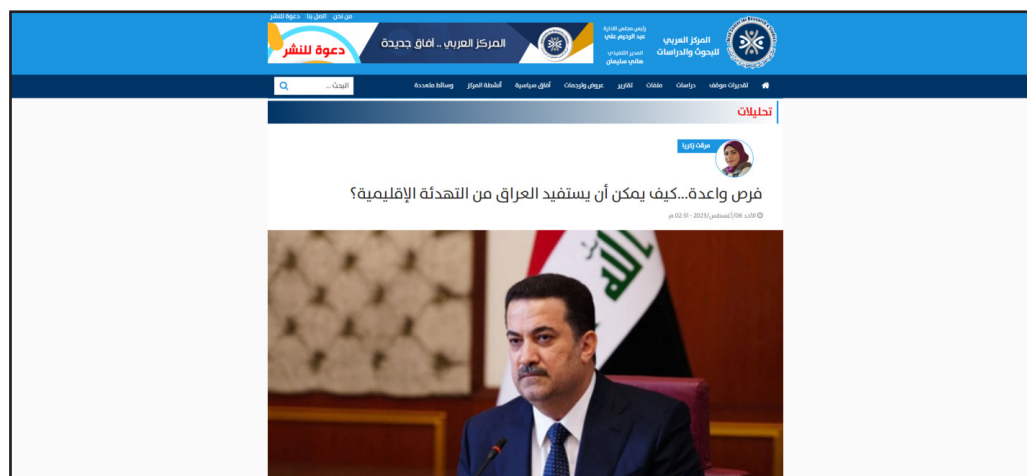 من نحن اتصل بنا دعوة للنشر
المركز العربي
للبحوث والدراسات
رئيس مجلس الادارة
عبد الرحيم علي
المدير التنفيذي
هاني سليمان
المركز العربي .. آفاق جديدة
دعوة للنشر
تقديرات موقف دراسات ملفات تقارير عروض وترجمات آفاق سياسية أنشطة المركز وسائط متعددة
البحث ...
تحليلات
مرفت زكريا
فرص واعدة...كيف يمكن أن يستفيد العراق من التهدئة الإقليمية؟
الأحد 06/أغسطس/2023 - 02:51 م
الله